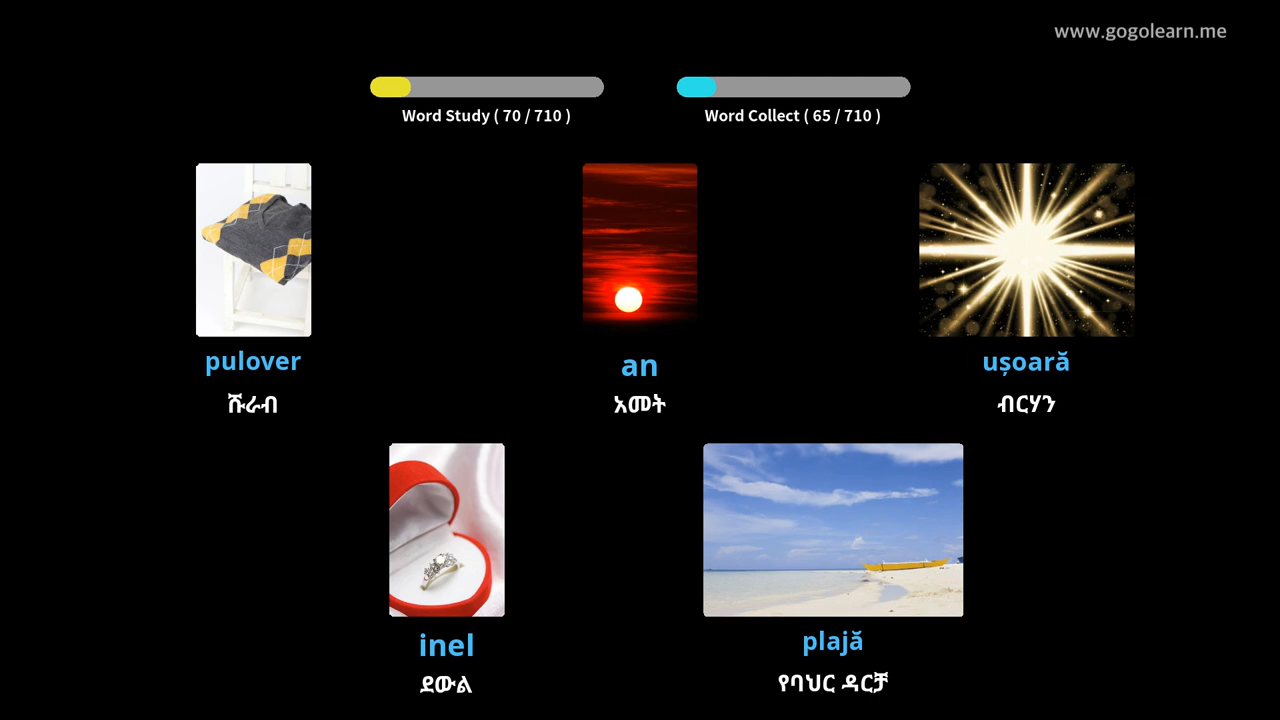 www.gogolearn.me
Word Study ( 70 / 710 )
Word Collect ( 65 / 710 )
pulover
ሹራብ
an
አመት
ușoară
ብርሃን
inel
ደውል
plajă
የባህር ዳርቻ